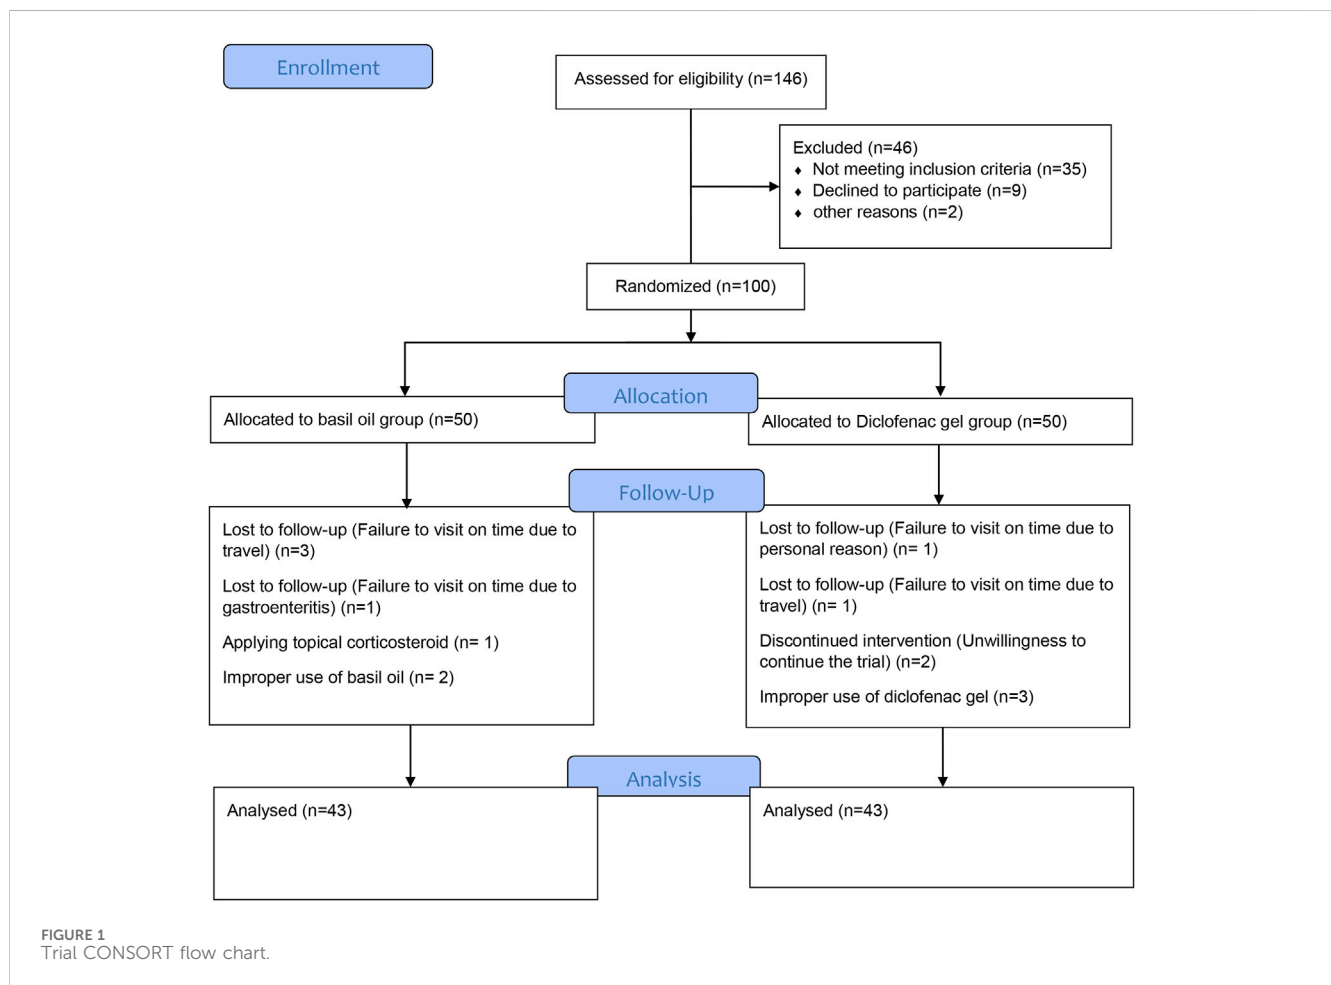 Enrollment
Assessed for eligibility (n=146)
Excluded (n=46)
♦ Not meeting inclusion criteria (n=35)
♦ Declined to participate (n=9)
♦ other reasons (n=2)
Randomized (n=100)
Allocation
Allocated to basil oil group (n=50)
Allocated to Diclofenac gel group (n=50)
Follow-Up
Lost to follow-up (Failure to visit on time due to
travel) (n=3)
Lost to follow-up (Failure to visit on time due to
gastroenteritis) (n=1)
Applying topical corticosteroid (n= 1)
Improper use of basil oil (n= 2)
Lost to follow-up (Failure to visit on time due to
personal reason) (n= 1)
Lost to follow-up (Failure to visit on time due to
travel) (n= 1)
Discontinued intervention (Unwillingness to
continue the trial) (n=2)
Improper use of diclofenac gel (n=3)
Analysis
Analysed (n=43)
Analysed (n=43)
FIGURE 1
Trial CONSORT flow chart.